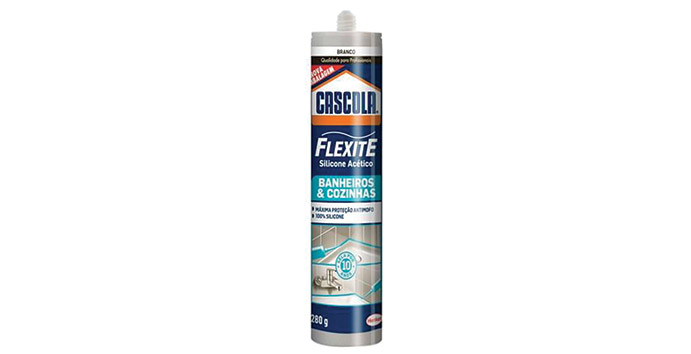 BRANCO
Qualidade para Profissionais
NOVA
EMBALAGEM
CASCOLA
FLEXITE
Silicone Acético
BANHEIROS
& COZINHAS
MÁXIMA PROTEÇÃO ANTIMOFO
100% SILICONE
10
280 g
Henkel